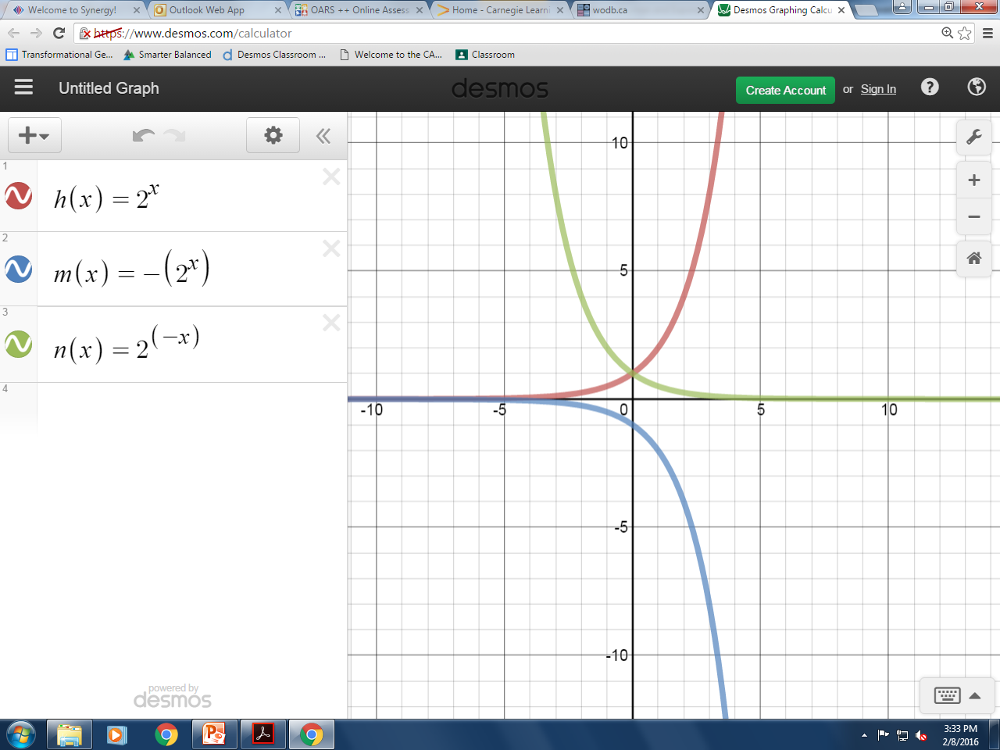 Welcome to Synergy! Outlook Web App OARS ++ Online Assess Home - Carnegie Learni wodb.ca Desmos Graphing Calcu
https://www.desmos.com/calculator
Transformational Ge... Smarter Balanced Desmos Classroom ... Welcome to the CA... Classroom
Untitled Graph desmos Create Account or Sign In ?
1
h(x) = 2^x
2
m(x) = -(2^x)
3
n(x) = 2^(-x)
4
10
5
-10 -5 0 5 10
-5
-10
powered by
desmos
3:33 PM
2/8/2016